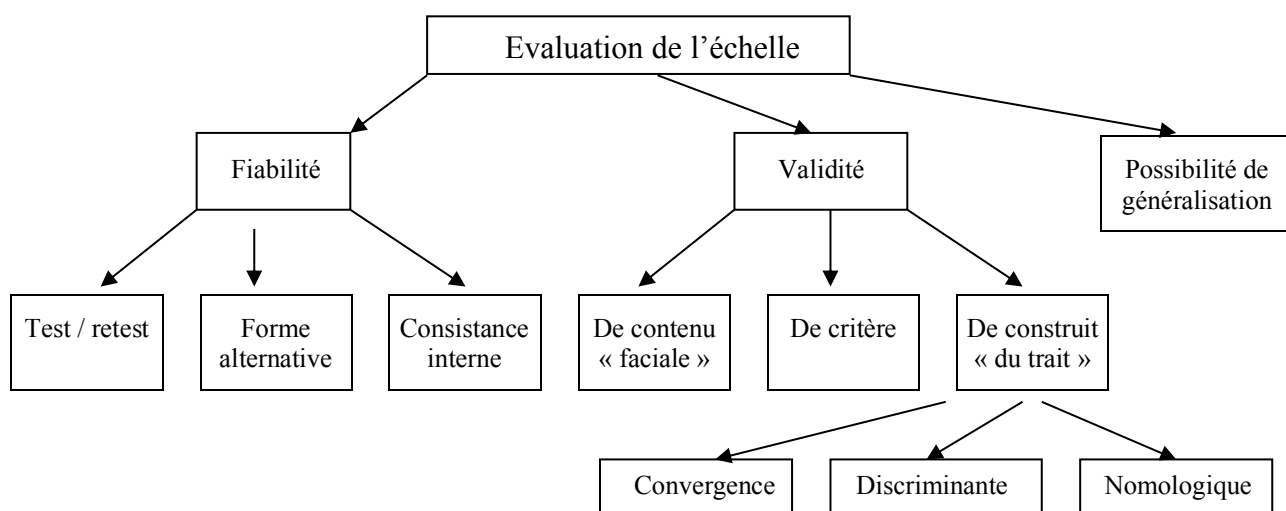 Evaluation de l’échelle
Fiabilité
Validité
Possibilité de
généralisation
Test / retest
Forme
alternative
Consistance
interne
De contenu
« faciale »
De critère
De construit
« du trait »
Convergence
Discriminante
Nomologique